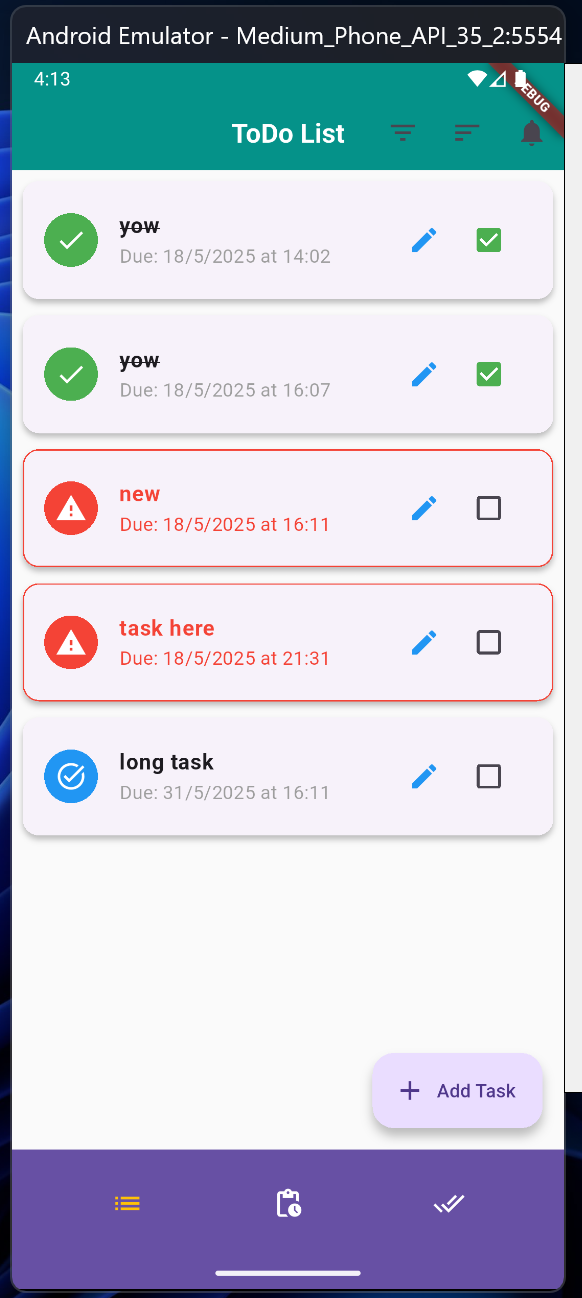 Android Emulator - Medium_Phone_API_35_2:5554
4:13
DEBUG
ToDo List
yow
Due: 18/5/2025 at 14:02
yow
Due: 18/5/2025 at 16:07
new
Due: 18/5/2025 at 16:11
task here
Due: 18/5/2025 at 21:31
long task
Due: 31/5/2025 at 16:11
Add Task